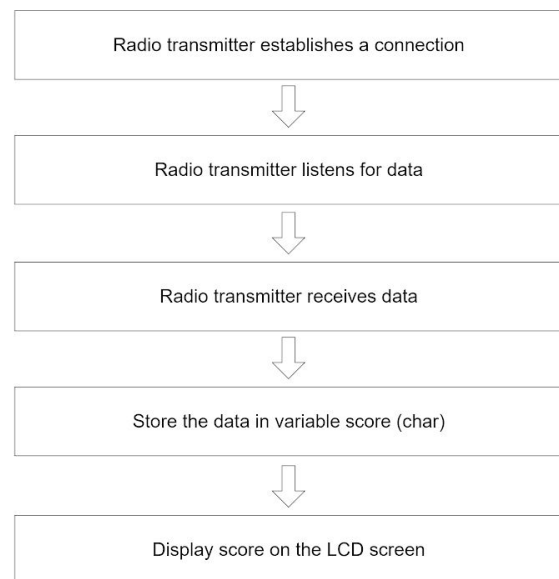 Radio transmitter establishes a connection
Radio transmitter listens for data
Radio transmitter receives data
Store the data in variable score (char)
Display score on the LCD screen